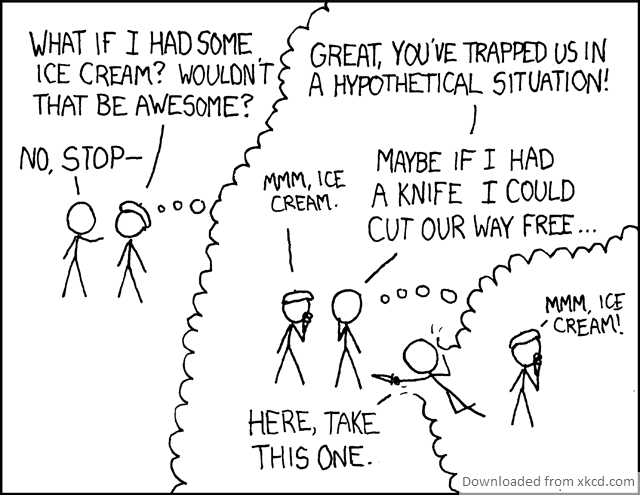 WHAT IF I HAD SOME
ICE CREAM? WOULDN'T
THAT BE AWESOME?
NO, STOP—
GREAT, YOU'VE TRAPPED US IN
A HYPOTHETICAL SITUATION!
MMM, ICE
CREAM.
MAYBE IF I HAD
A KNIFE I COULD
CUT OUR WAY FREE...
HERE, TAKE
THIS ONE.
MMM, ICE
CREAM!
Downloaded from xkcd.com